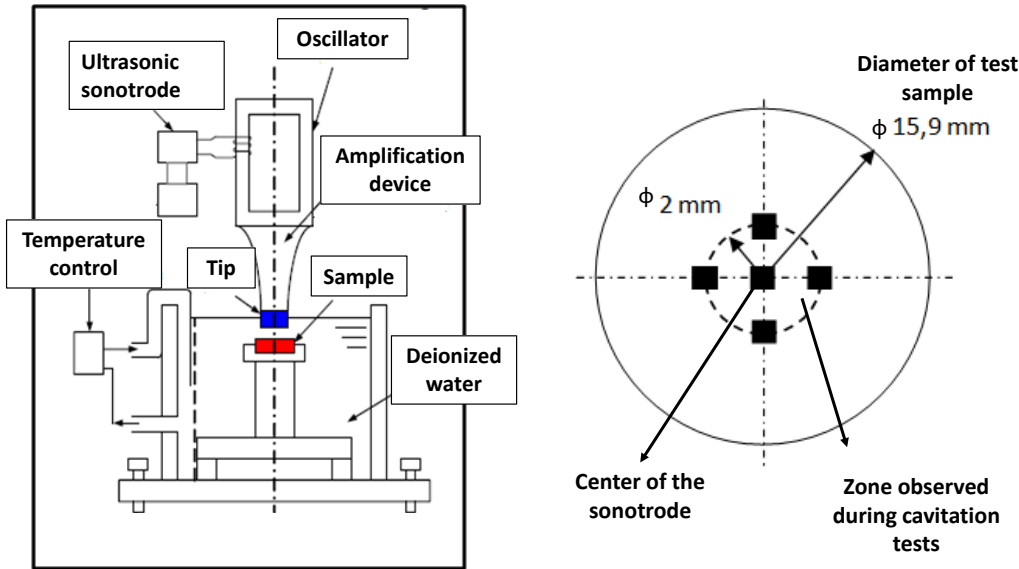 Oscillator
Ultrasonic
sonotrode
Amplification
device
Temperature
control
Tip
Sample
Deionized
water
Diameter of test
sample
ϕ 15,9 mm
ϕ 2 mm
Center of the
sonotrode
Zone observed
during cavitation
tests